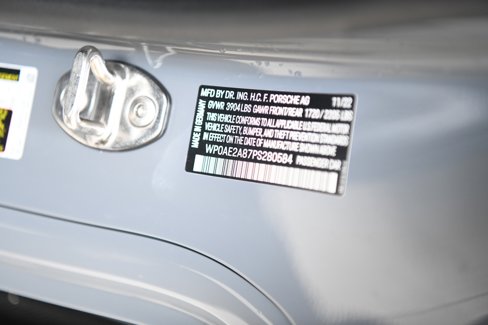 MFD BY DR. ING. H.C. F. PORSCHE AG 11/22
MADE IN GERMANY
GVWR 3904 LBS GAWR FRONT/REAR 1720/ LBS
THIS VEHICLE CONFORMS TO ALL APPLICABLE U.S. FEDERAL MOTOR
VEHICLE SAFETY, BUMPER, AND THEFT PREVENTION STANDARDS
IN EFFECT ON THE DATE OF MANUFACTURE SHOWN ABOVE
WP0AE2A87PS280584 PASSENGER CAR